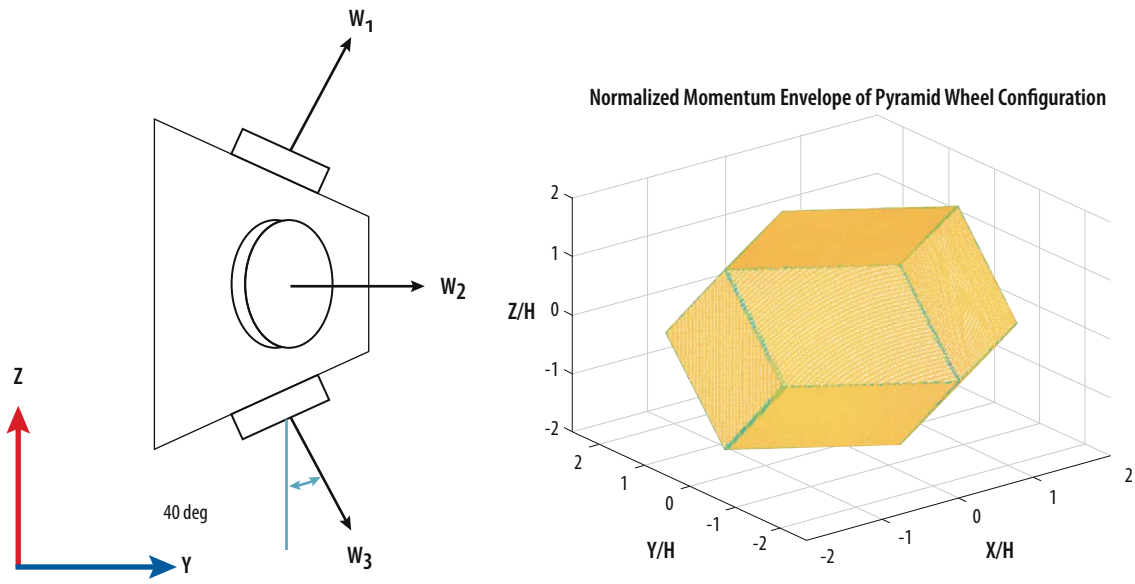 W1
W2
W3
40 deg
Z
Y
Normalized Momentum Envelope of Pyramid Wheel Configuration
Z/H
2
1
0
-1
-2
Y/H
2
1
0
-1
-2
X/H
-2
-1
0
1
2